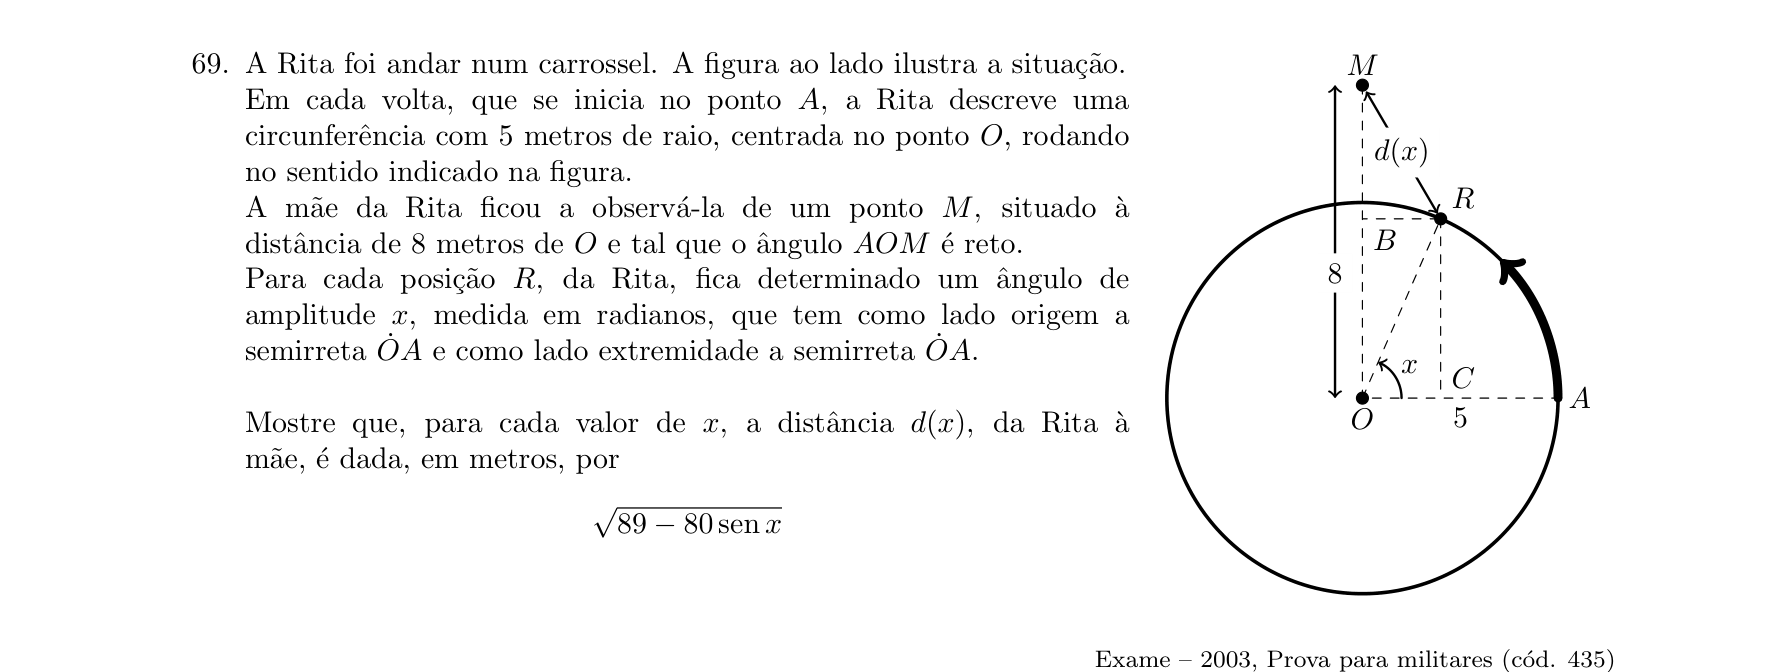 69. A Rita foi andar num carrossel. A figura ao lado ilustra a situação.
Em cada volta, que se inicia no ponto A, a Rita descreve uma
circunferência com 5 metros de raio, centrada no ponto O, rodando
no sentido indicado na figura.
A mãe da Rita ficou a observá-la de um ponto M, situado à
distância de 8 metros de O e tal que o ângulo AOM é reto.
Para cada posição R, da Rita, fica determinado um ângulo de
amplitude x, medida em radianos, que tem como lado origem a
semirreta ȮA e como lado extremidade a semirreta ȮA.
Mostre que, para cada valor de x, a distância d(x), da Rita à
mãe, é dada, em metros, por
√(89 − 80 sen x)
M
d(x)
R
B
8
x
C
A
O
5
Exame – 2003, Prova para militares (cód. 435)